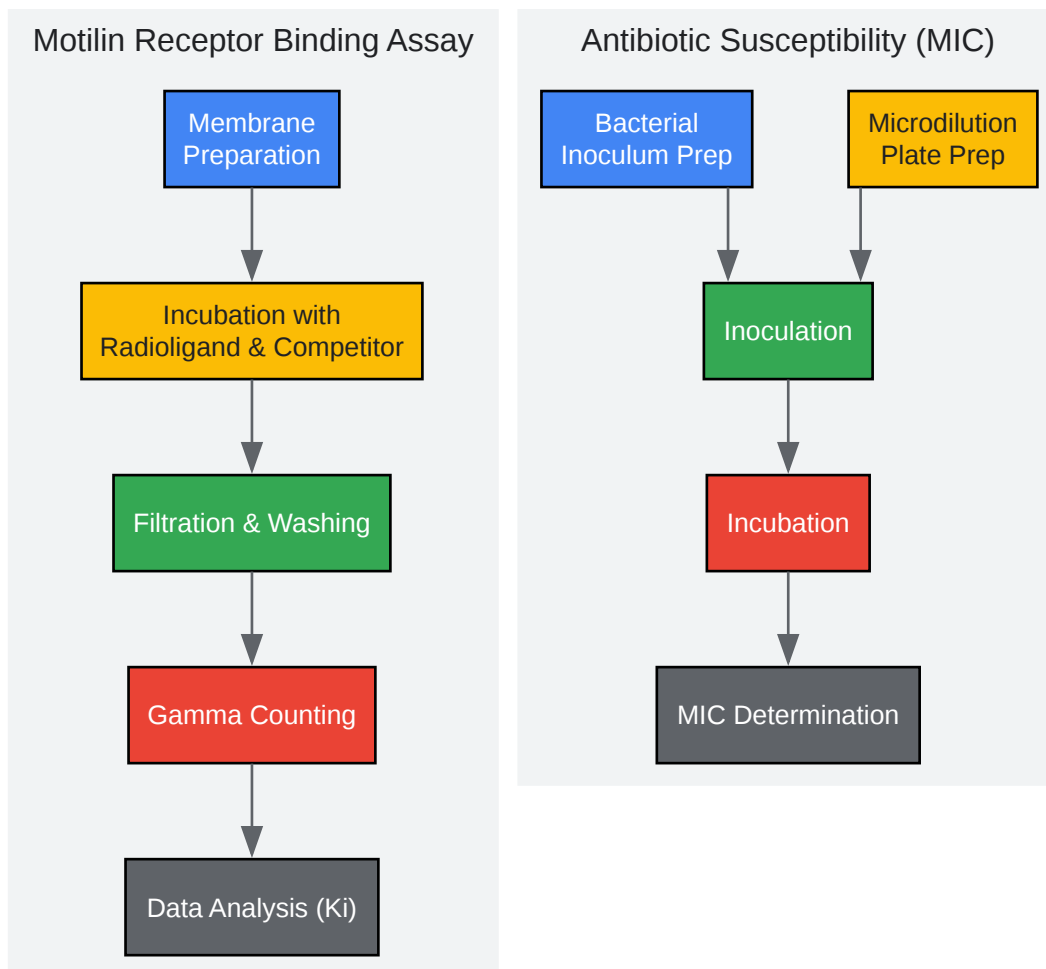 Motilin Receptor Binding Assay
Membrane
Preparation
Incubation with
Radioligand & Competitor
Filtration & Washing
Gamma Counting
Data Analysis (Ki)
Antibiotic Susceptibility (MIC)
Bacterial
Inoculum Prep
Microdilution
Plate Prep
Inoculation
Incubation
MIC Determination